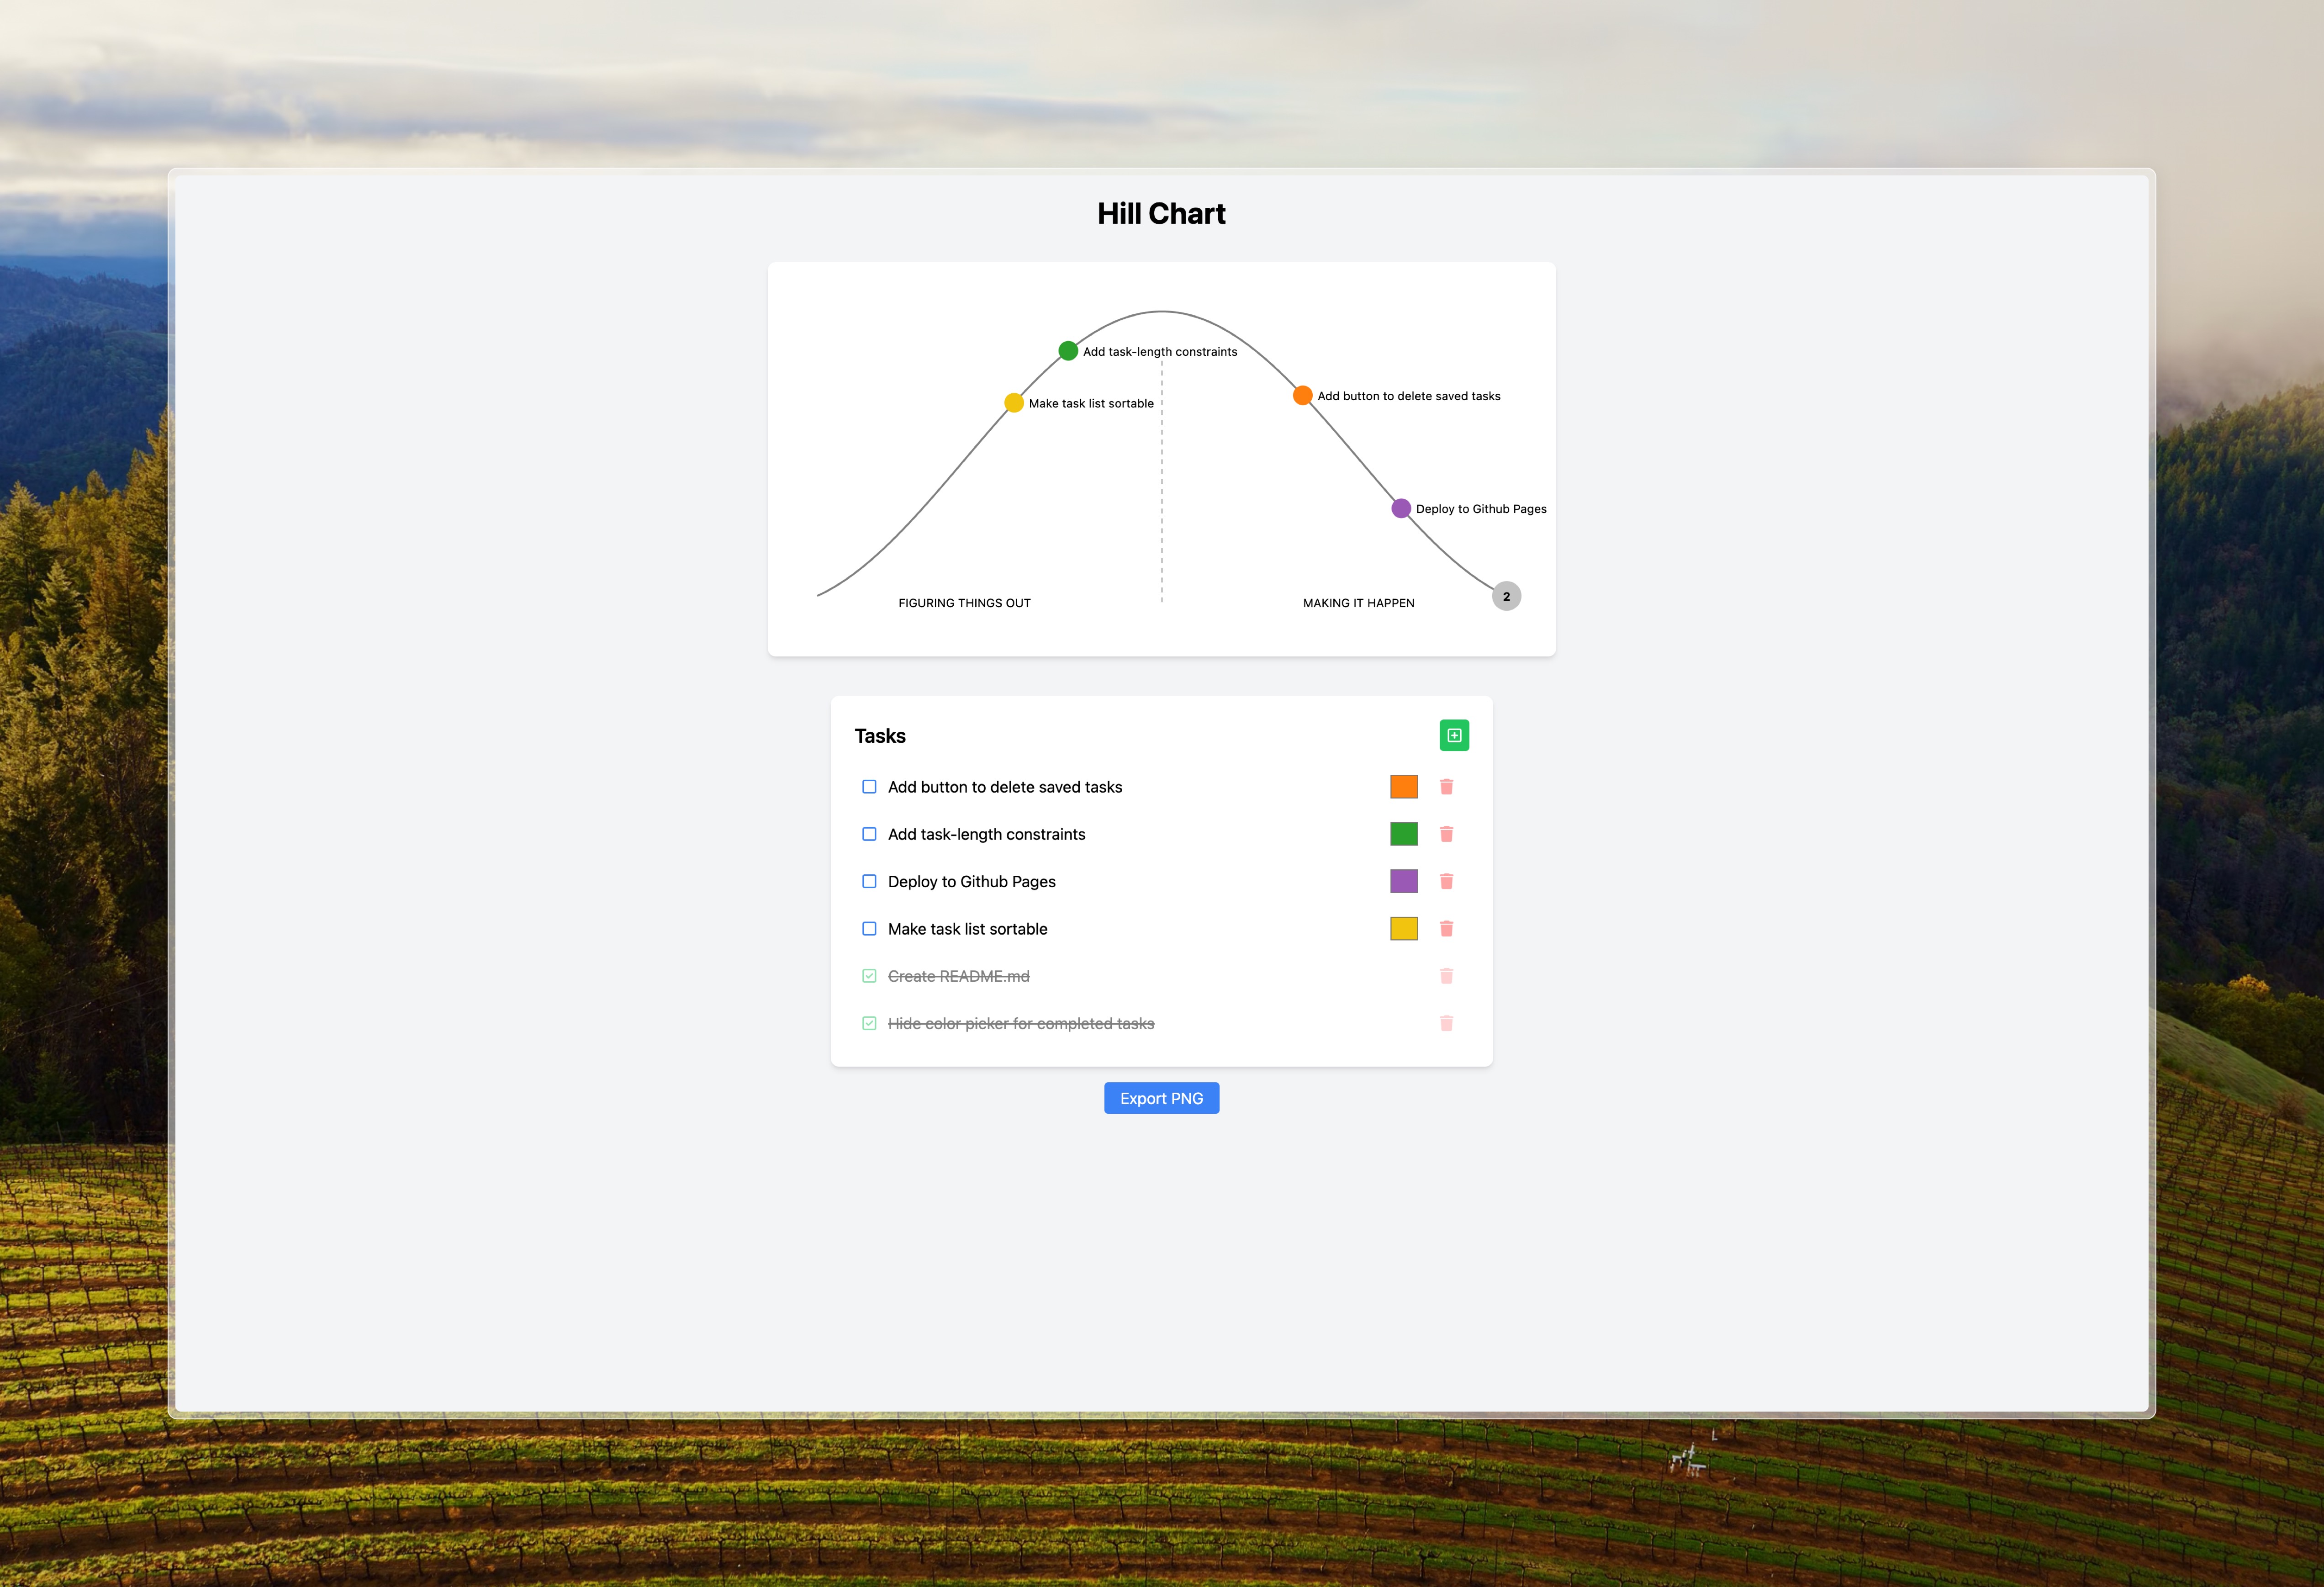 Hill Chart
Add task-length constraints
Add button to delete saved tasks
Make task list sortable
Deploy to Github Pages
FIGURING THINGS OUT
MAKING IT HAPPEN
2
Tasks
Add button to delete saved tasks
Add task-length constraints
Deploy to Github Pages
Make task list sortable
Create README.md
Hide color picker for completed tasks
Export PNG